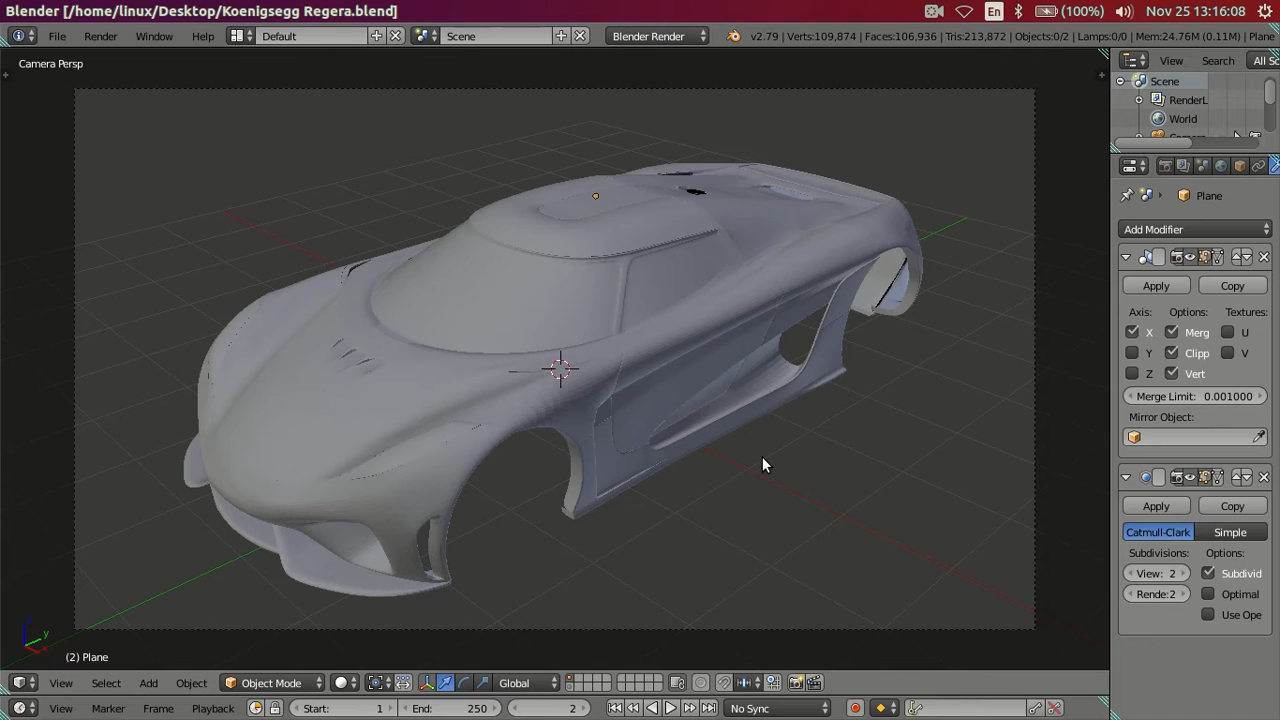 Blender [/home/linux/Desktop/Koenigsegg Regera.blend]
En
(100%)
Nov 25 13:16:08
File
Render
Window
Help
Default
Scene
Blender Render
v2.79 | Verts:109,874 | Faces:106,936 | Tris:213,872 | Objects:0/2 | Lamps:0/0 | Mem:24.76M (0.11M) | Plane
Camera Persp
View
Search
All Sc
Scene
RenderL
World
Plane
Add Modifier
Apply
Copy
Axis:
Options:
Textures:
X
Merg
U
Y
Clipp
V
Z
Vert
Merge Limit: 0.001000
Mirror Object:
Apply
Copy
Catmull-Clark
Simple
Subdivisions:
Options:
View: 2
Subdivid
Rende:2
Optimal
Use Ope
z
y
x
(2) Plane
View
Select
Add
Object
Object Mode
Global
View
Marker
Frame
Playback
Start:
1
End:
250
2
No Sync